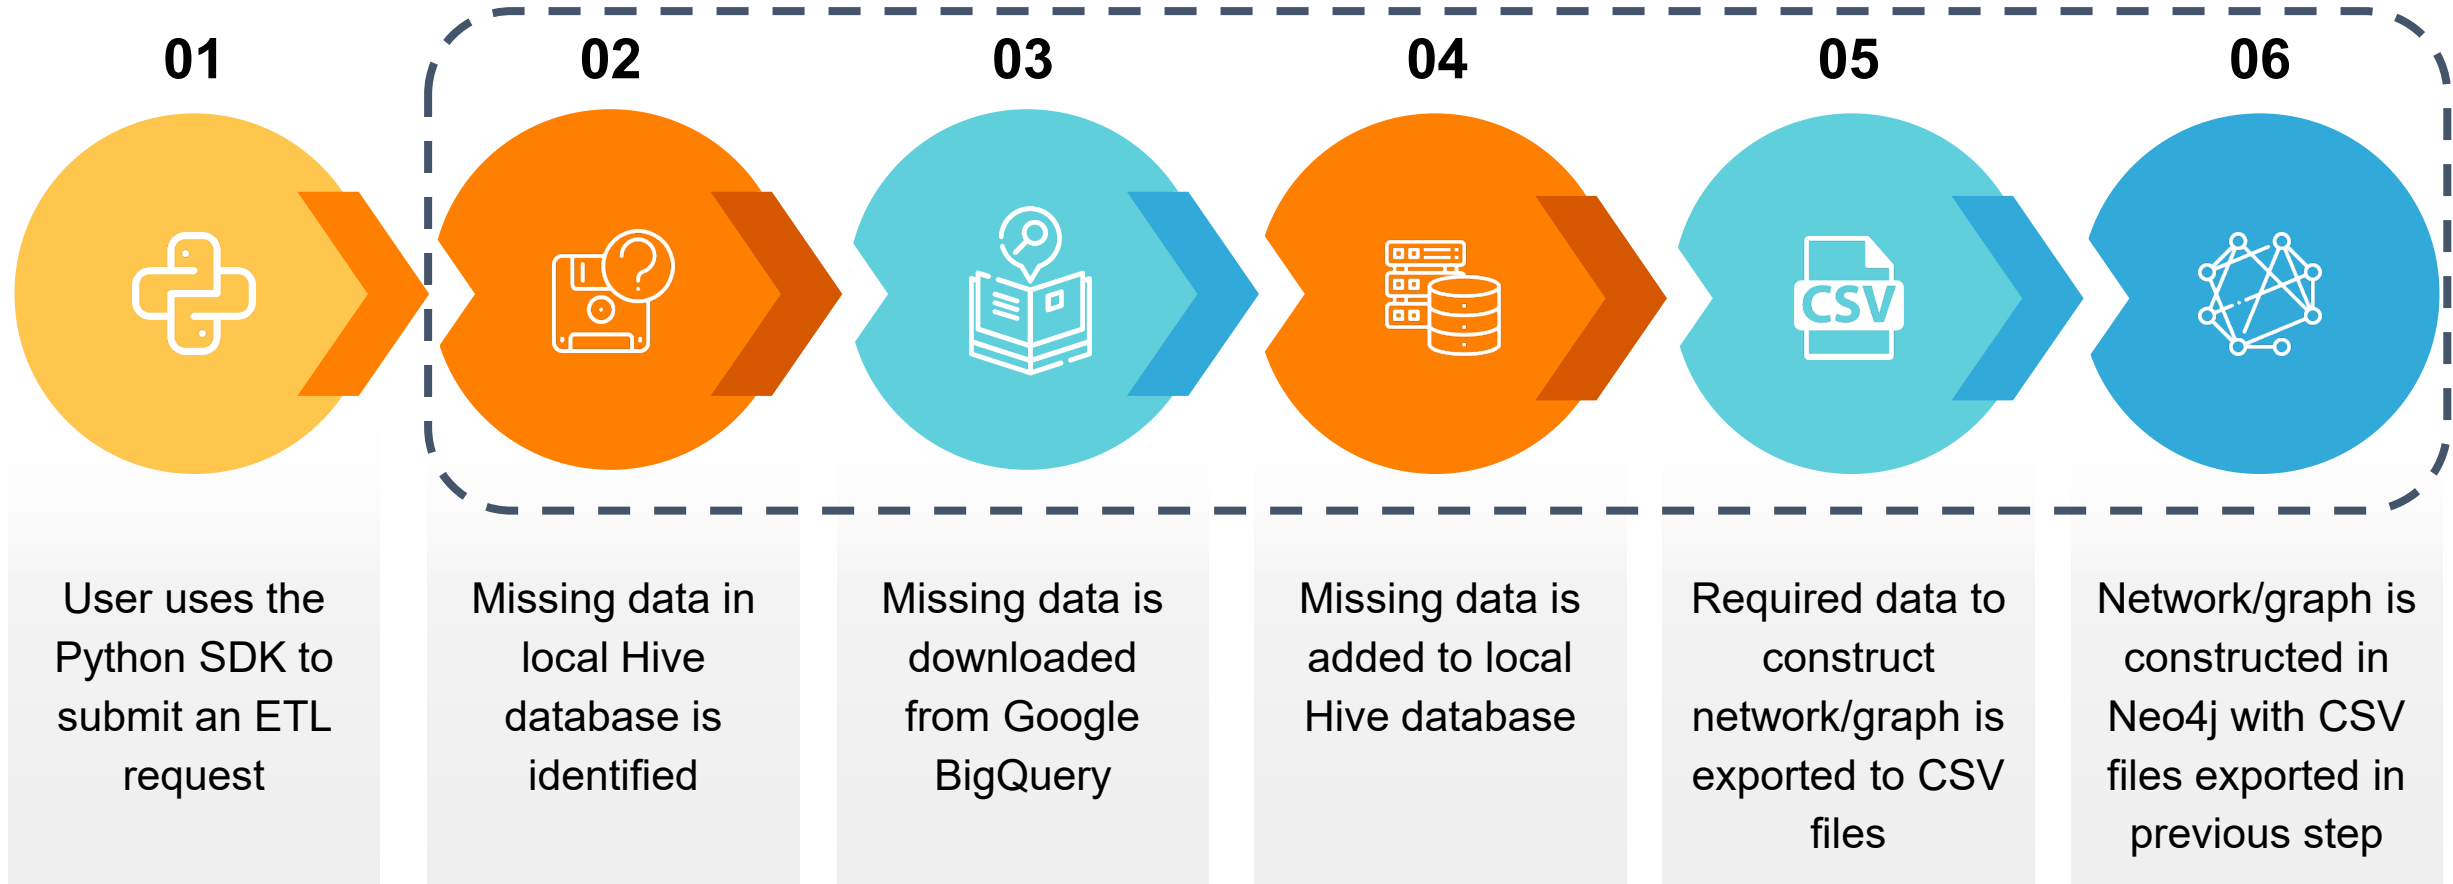 01
02
03
04
05
06
CSV
User uses the
Python SDK to
submit an ETL
request
Missing data in
local Hive
database is
identified
Missing data is
downloaded
from Google
BigQuery
Missing data is
added to local
Hive database
Required data to
construct
network/graph is
exported to CSV
files
Network/graph is
constructed in
Neo4j with CSV
files exported in
previous step